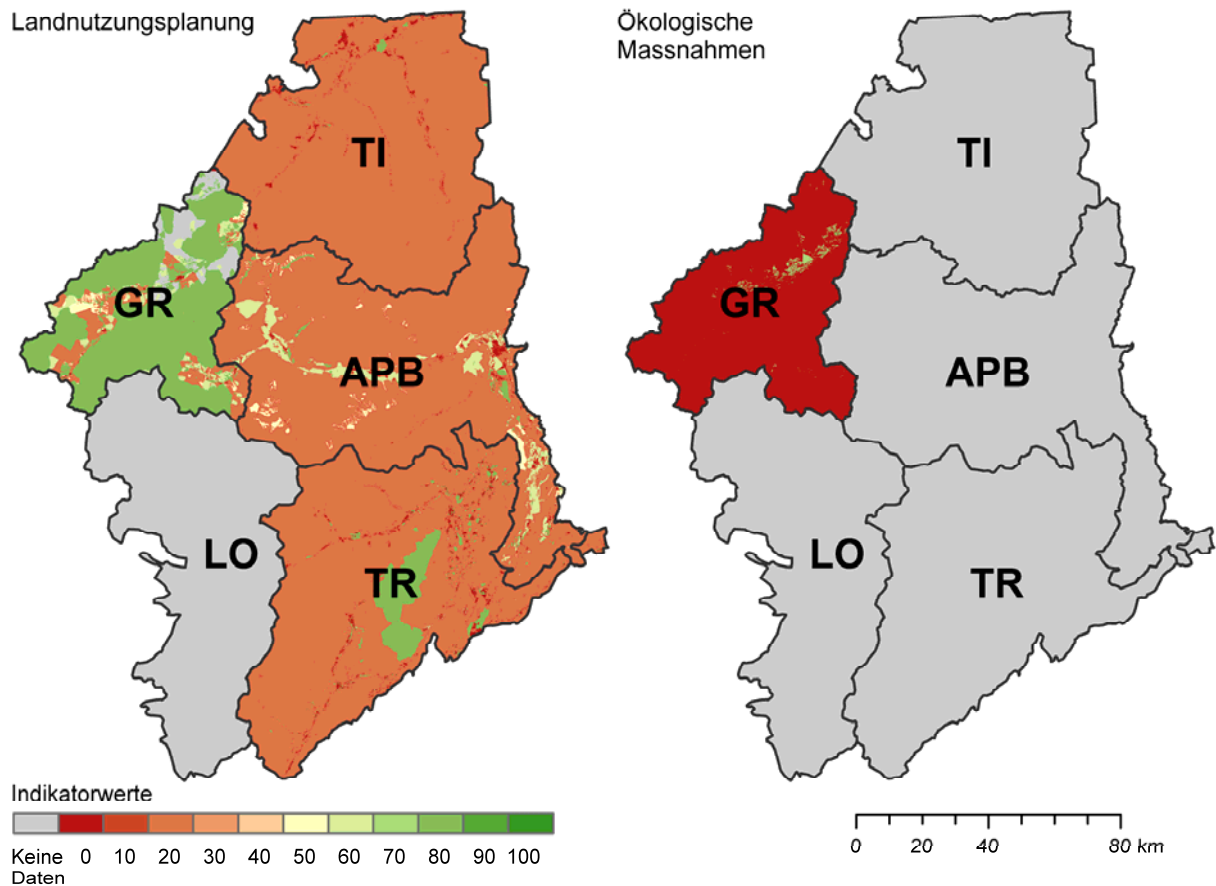 Landnutzungsplanung
TI
GR
APB
LO
TR
Ökologische
Massnahmen
TI
GR
APB
LO
TR
Indikatorwerte
Keine
Daten
0 10 20 30 40 50 60 70 80 90 100
0 20 40 80 km